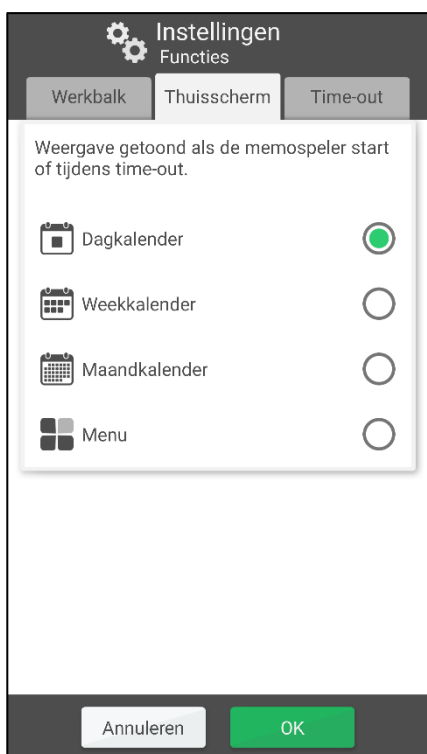 Instellingen
Functies
Werkbalk
Thuisscherm
Time-out
Weergave getoond als de memospeler start
of tijdens time-out.
Dagkalender
Weekkalender
Maandkalender
Menu
Annuleren
OK